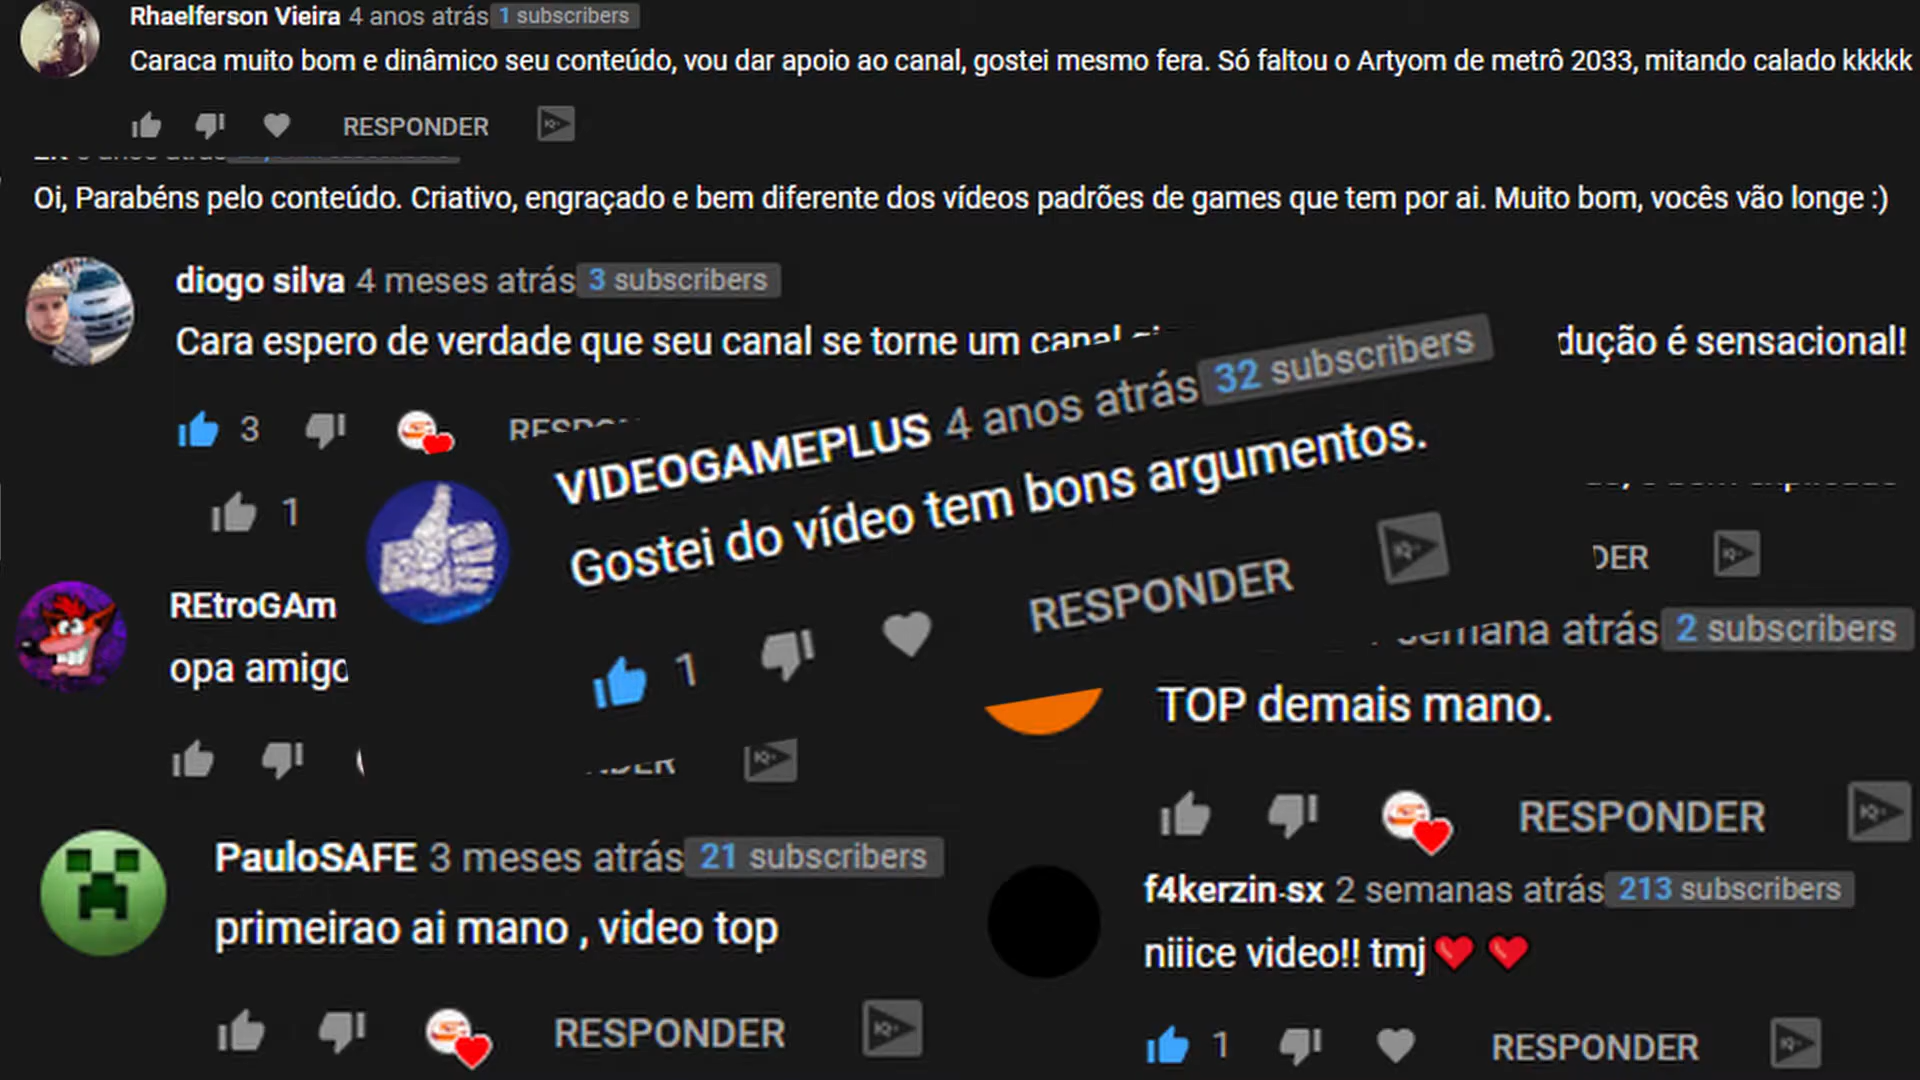 Rhaelferson Vieira 4 anos atrás 1 subscribers
Caraca muito bom e dinâmico seu conteúdo, vou dar apoio ao canal, gostei mesmo fera. Só faltou o Artyom de metrô 2033, mitando calado kkkkk
RESPONDER
Oi, Parabéns pelo conteúdo. Criativo, engraçado e bem diferente dos vídeos padrões de games que tem por ai. Muito bom, vocês vão longe :)
diogo silva 4 meses atrás 3 subscribers
Cara espero de verdade que seu canal se torne um canal
dução é sensacional!
3
1
VIDEOGAMEPLUS 4 anos atrás 32 subscribers
Gostei do vídeo tem bons argumentos.
1 RESPONDER
DER
REtroGAm
opa amigo
semana atrás 2 subscribers
TOP demais mano.
RESPONDER
PauloSAFE 3 meses atrás 21 subscribers
primeirao ai mano , video top
RESPONDER
f4kerzin-sx 2 semanas atrás 213 subscribers
niiice video!! tmj❤️ ❤️
1 RESPONDER